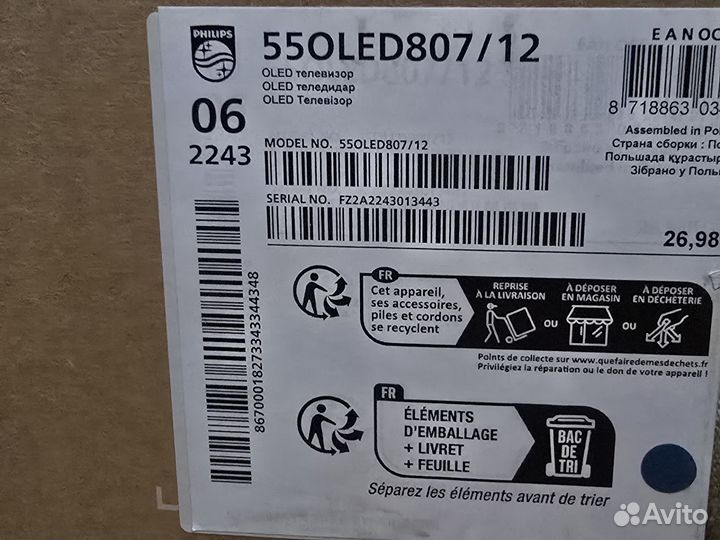 PHILIPS
55OLED807/12
OLED телевизор
OLED теледидар
OLED Телевізор
06
2243
MODEL NO. 55OLED807/12
SERIAL NO. FZ2A2243013443
EANOC
8 718863 03
Assembled in Po
Страна сборки : По
Польшада құрастыр
Зібрано у Поль
26,98
867000182733433443​48
FR
Cet appareil,
ses accessoires,
piles et cordons
se recyclent
REPRISE
À LA LIVRAISON
OU
À DÉPOSER
EN MAGASIN
OU
À DÉPOSER
EN DÉCHÈTERIE
Points de collecte sur www.quefairedemesdechets.fr
Privilégiez la réparation ou le don de votre appareil !
FR
ÉLÉMENTS
D'EMBALLAGE
+ LIVRET
+ FEUILLE
BAC
DE
TRI
Séparez les éléments avant de trier
Avito